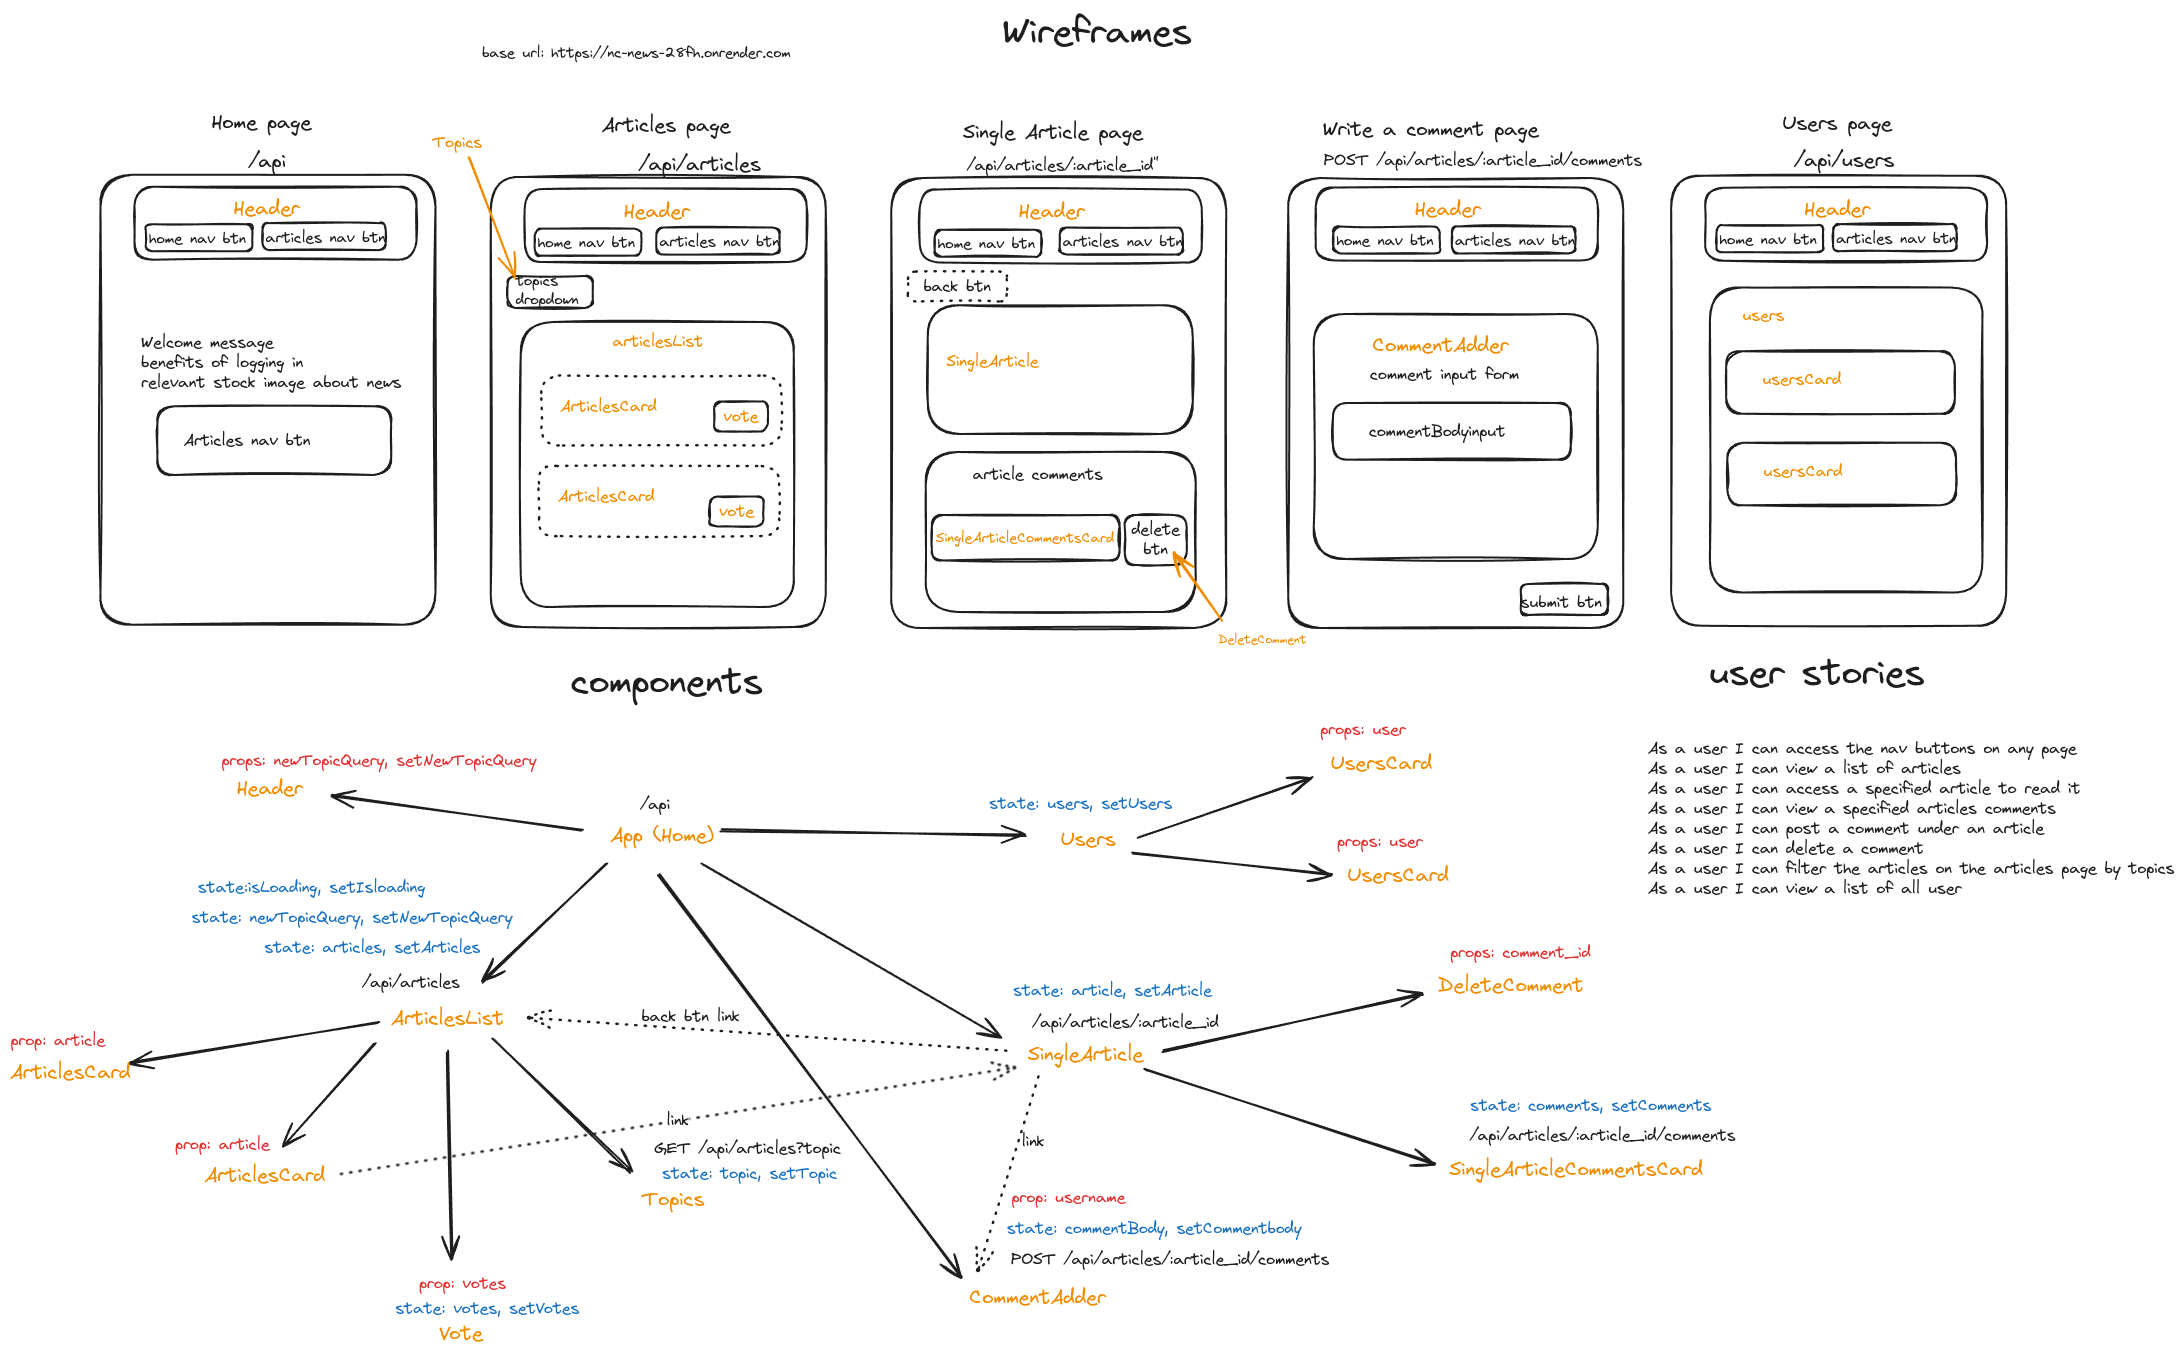 Wireframes
base url: https://nc-news-28fh.onrender.com
Home page
/api
Header
home nav btn
articles nav btn
Welcome message
benefits of logging in
relevant stock image about news
Articles nav btn
Topics
Articles page
/api/articles
Header
home nav btn
articles nav btn
topics
dropdown
articlesList
ArticlesCard
vote
ArticlesCard
vote
Single Article page
/api/articles/:article_id"
Header
home nav btn
articles nav btn
back btn
SingleArticle
article comments
SingleArticleCommentsCard
delete
btn
DeleteComment
Write a comment page
POST /api/articles/:article_id/comments
Header
home nav btn
articles nav btn
CommentAdder
comment input form
commentBodyinput
submit btn
Users page
/api/users
Header
home nav btn
articles nav btn
users
usersCard
usersCard
components
props: newTopicQuery, setNewTopicQuery
Header
/api
App (Home)
state: users, setUsers
Users
props: user
UsersCard
props: user
UsersCard
state:isLoading, setIsloading
state: newTopicQuery, setNewTopicQuery
state: articles, setArticles
/api/articles
ArticlesList
back btn link
prop: article
ArticlesCard
prop: article
ArticlesCard
link
GET /api/articles?topic
state: topic, setTopic
Topics
prop: votes
state: votes, setVotes
Vote
state: article, setArticle
/api/articles/:article_id
SingleArticle
link
props: comment_id
DeleteComment
state: comments, setComments
/api/articles/:article_id/comments
SingleArticleCommentsCard
prop: username
state: commentBody, setCommentbody
POST /api/articles/:article_id/comments
CommentAdder
user stories
As a user I can access the nav buttons on any page
As a user I can view a list of articles
As a user I can access a specified article to read it
As a user I can view a specified articles comments
As a user I can post a comment under an article
As a user I can delete a comment
As a user I can filter the articles on the articles page by topics
As a user I can view a list of all user